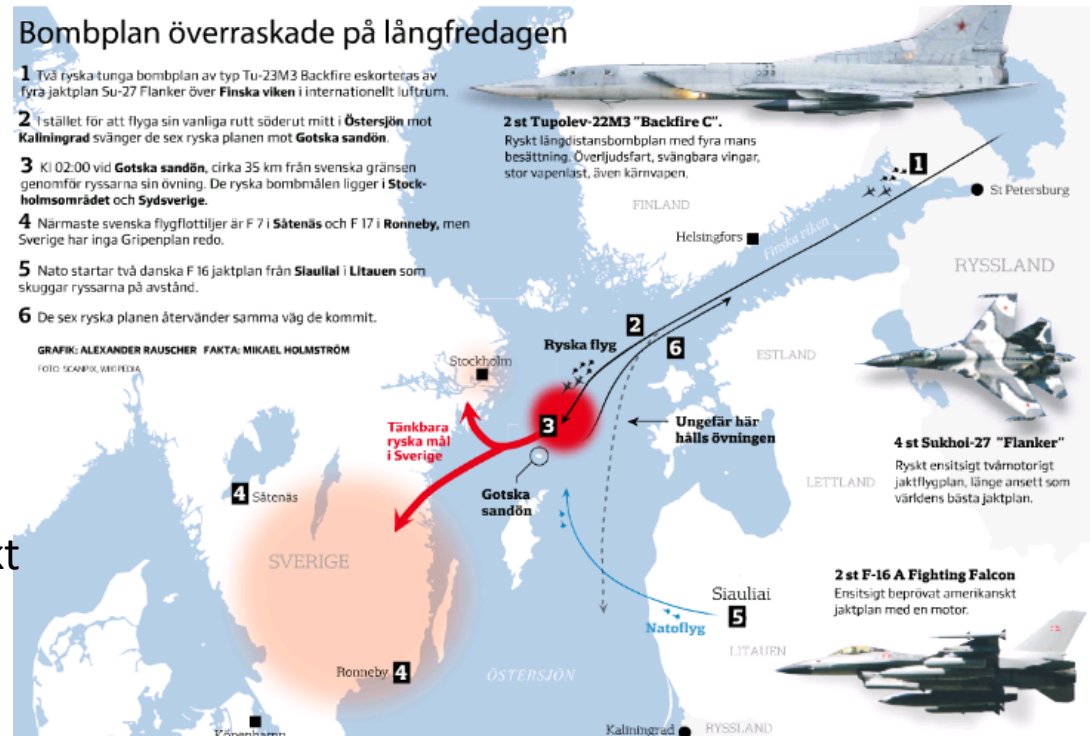 Bombplan överraskade på långfredagen
1 Två ryska tunga bombplan av typ Tu-23M3 Backfire eskorteras av
fyra jaktplan Su-27 Flanker över Finska viken i internationellt luftrum.
2 I stället för att flyga sin vanliga rutt söderut mitt i Östersjön mot
Kaliningrad svänger de sex ryska planen mot Gotska sandön.
3 Kl 02:00 vid Gotska sandön, cirka 35 km från svenska gränsen
genomför ryssarna sin övning. De ryska bombmålen ligger i Stock-
holmsområdet och Sydsverige.
4 Närmaste svenska flygflottiljer är F 7 i Såtenäs och F 17 i Ronneby, men
Sverige har inga Gripenplan redo.
5 Nato startar två danska F 16 jaktplan från Siauliai i Litauen som
skuggar ryssarna på avstånd.
6 De sex ryska planen återvänder samma väg de kommit.
GRAFIK: ALEXANDER RAUSCHER FAKTA: MIKAEL HOLMSTRÖM
FOTO: SCANPIX, WIKIPEDIA
2 st Tupolev-22M3 "Backfire C".
Ryskt långdistansbombplan med fyra mans
besättning. Överljudsfart, svängbara vingar,
stor vapenlast, även kärnvapen.
1
St Petersburg
FINLAND
Helsingfors
Finska viken
RYSSLAND
2
6
Ryska flyg
ESTLAND
Stockholm
3
Tänkbara
ryska mål
i Sverige
Ungefär här
hålls övningen
4 st Sukhoi-27 "Flanker"
Ryskt ensitsigt tvåmotorigt
jaktflygplan, länge ansett som
världens bästa jaktplan.
LETTLAND
4 Såtenäs
Gotska
sandön
kt
SVERIGE
2 st F-16 A Fighting Falcon
Ensitsigt beprövat amerikanskt
jaktplan med en motor.
Siauliai
5
Natoflyg
LITAUEN
Ronneby 4
ÖSTERSJÖN
Kaliningrad
RYSSLAND
Köpenhamn